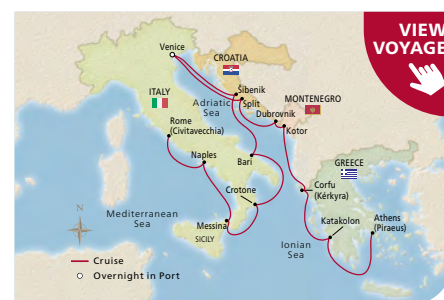 VIEW
VOYAGE
Venice
CROATIA
Šibenik
Split
ITALY
Adriatic
Sea
MONTENEGRO
Dubrovnik
Kotor
Rome
(Civitavecchia)
Naples
Bari
GREECE
Crotone
Corfu
(Kérkyra)
Mediterranean
Sea
Messina
SICILY
Katakolon
Athens
(Piraeus)
Ionian
Sea
N
Cruise
Overnight in Port